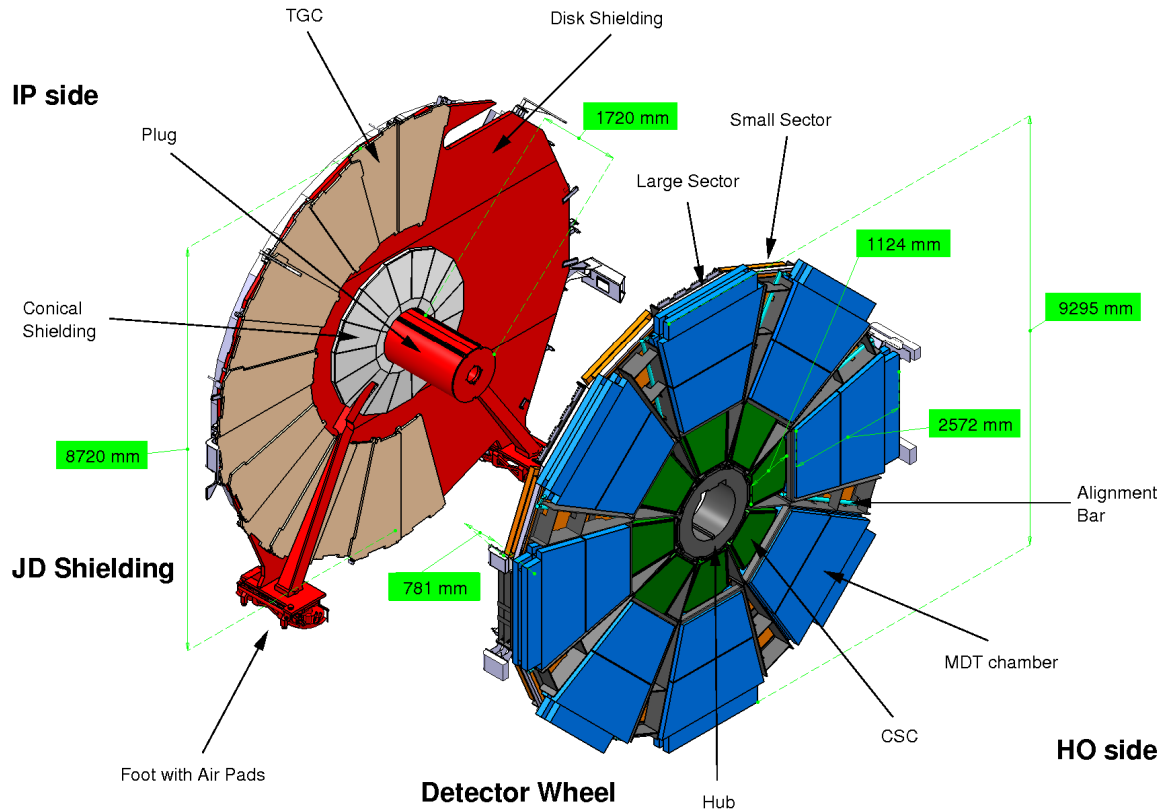 TGC
Disk Shielding
IP side
1720 mm
Plug
Small Sector
Large Sector
1124 mm
Conical
Shielding
9295 mm
2572 mm
8720 mm
Alignment
Bar
JD Shielding
781 mm
MDT chamber
CSC
HO side
Foot with Air Pads
Detector Wheel
Hub